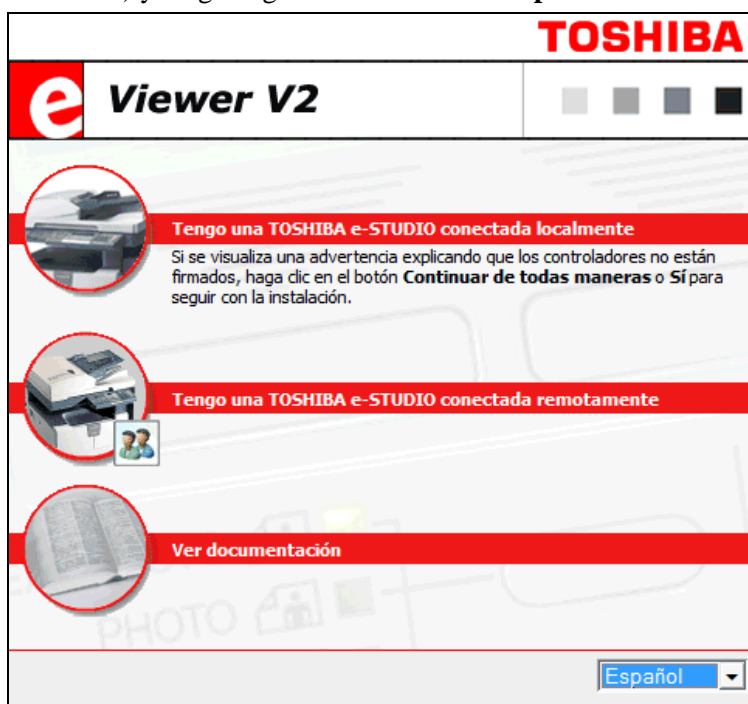 TOSHIBA
e Viewer V2
Tengo una TOSHIBA e-STUDIO conectada localmente
Si se visualiza una advertencia explicando que los controladores no están
firmados, haga clic en el botón Continuar de todas maneras o Sí para
seguir con la instalación.
Tengo una TOSHIBA e-STUDIO conectada remotamente
Ver documentación
PHOTO
Español